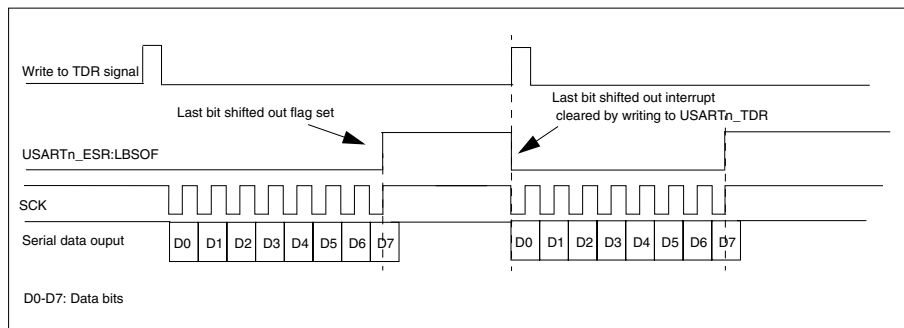 Write to TDR signal
Last bit shifted out flag set
Last bit shifted out interrupt
cleared by writing to USARTn_TDR
USARTn_ESR:LBSOF
SCK
Serial data ouput
D0 D1 D2 D3 D4 D5 D6 D7
D0 D1 D2 D3 D4 D5 D6 D7
D0-D7: Data bits